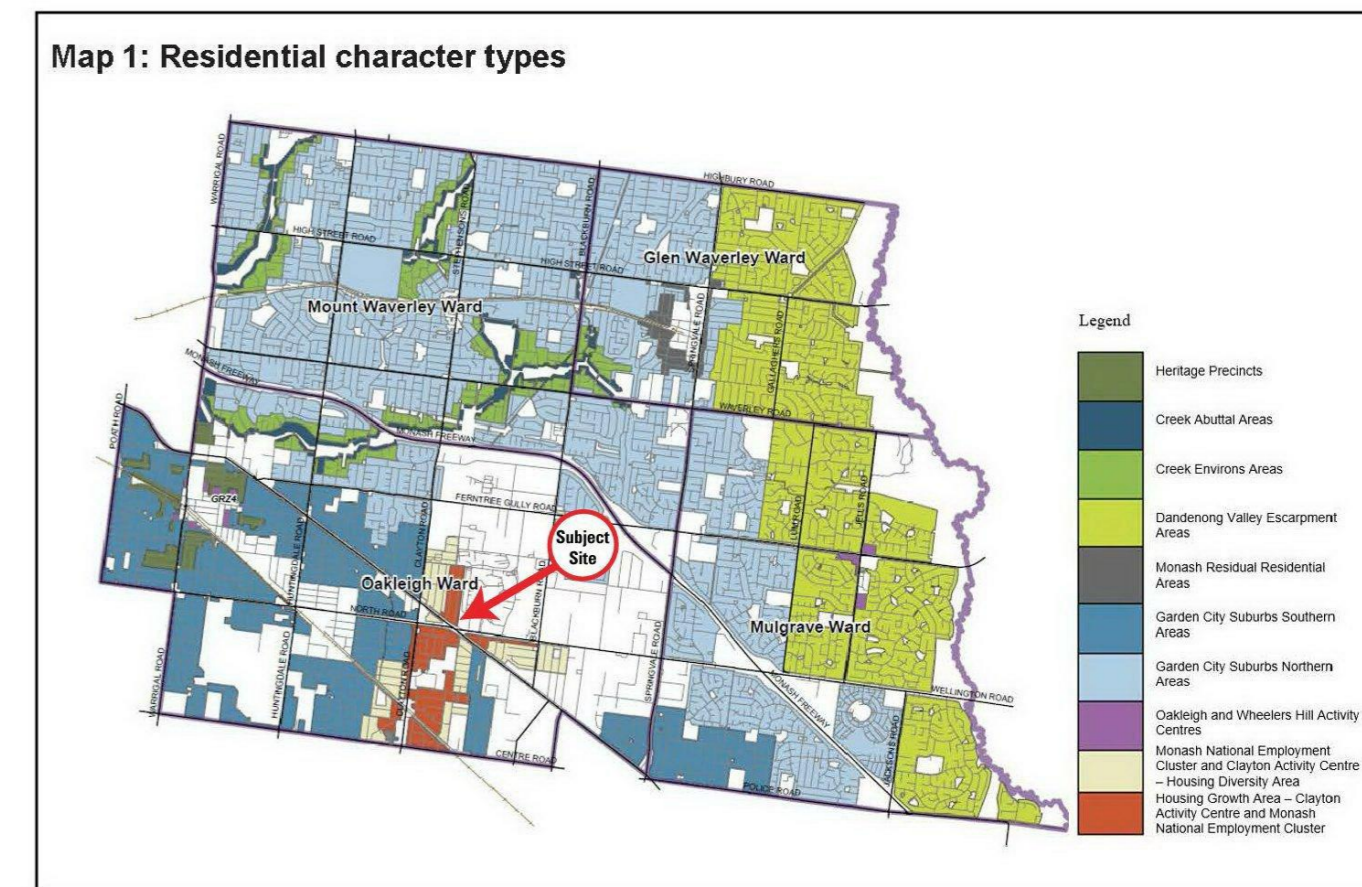 Map 1: Residential character types
WARRIGAL ROAD
HIGHBURY ROAD
STEPHENSONS ROAD
BLACKBURN ROAD
HIGH STREET ROAD
HIGH STREET ROAD
Glen Waverley Ward
Mount Waverley Ward
SPRINGVALE ROAD
GALLAGHERS ROAD
MONASH FREEWAY
WAVERLEY ROAD
POATH ROAD
MONASH FREEWAY
GRZ4
FERNTREE GULLY ROAD
LUM ROAD
JELLS ROAD
HUNTINGDALE ROAD
CLAYTON ROAD
Subject
Site
Oakleigh Ward
BLACKBURN ROAD
NORTH ROAD
Mulgrave Ward
WARRIGAL ROAD
HUNTINGDALE ROAD
CLAYTON ROAD
SPRINGVALE ROAD
MONASH FREEWAY
WELLINGTON ROAD
CENTRE ROAD
JACKSONS ROAD
POLICE ROAD
Legend
Heritage Precincts
Creek Abuttal Areas
Creek Environs Areas
Dandenong Valley Escarpment
Areas
Monash Residual Residential
Areas
Garden City Suburbs Southern
Areas
Garden City Suburbs Northern
Areas
Oakleigh and Wheelers Hill Activity
Centres
Monash National Employment
Cluster and Clayton Activity Centre
– Housing Diversity Area
Housing Growth Area – Clayton
Activity Centre and Monash
National Employment Cluster